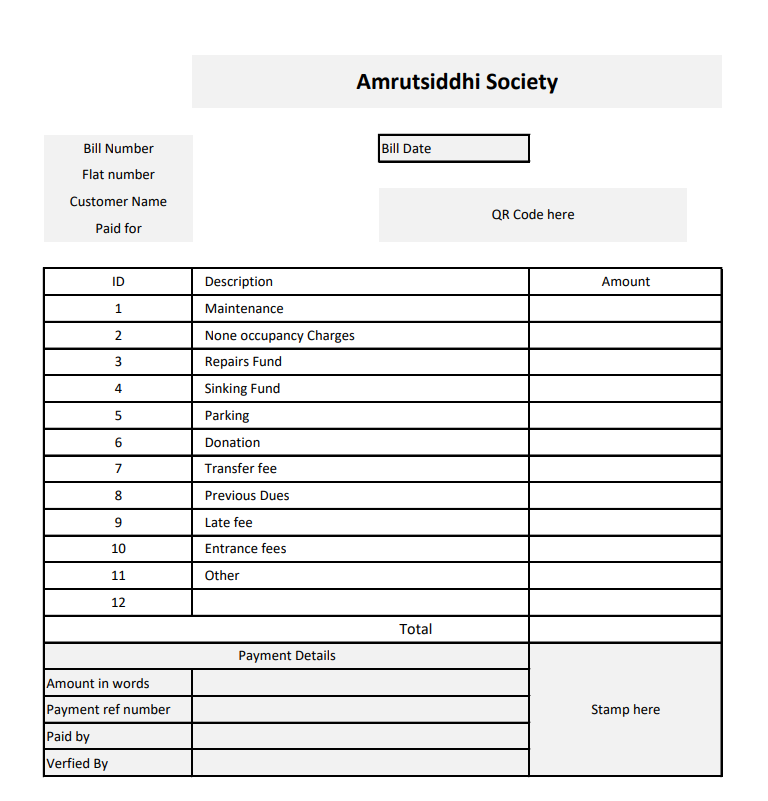 Amrutsiddhi Society
Bill Number Bill Date
Flat number
Customer Name QR Code here
Paid for
ID Description Amount
1 Maintenance
2 None occupancy Charges
3 Repairs Fund
4 Sinking Fund
5 Parking
6 Donation
7 Transfer fee
8 Previous Dues
9 Late fee
10 Entrance fees
11 Other
12
Total
Payment Details
Amount in words
Payment ref number Stamp here
Paid by
Verfied By